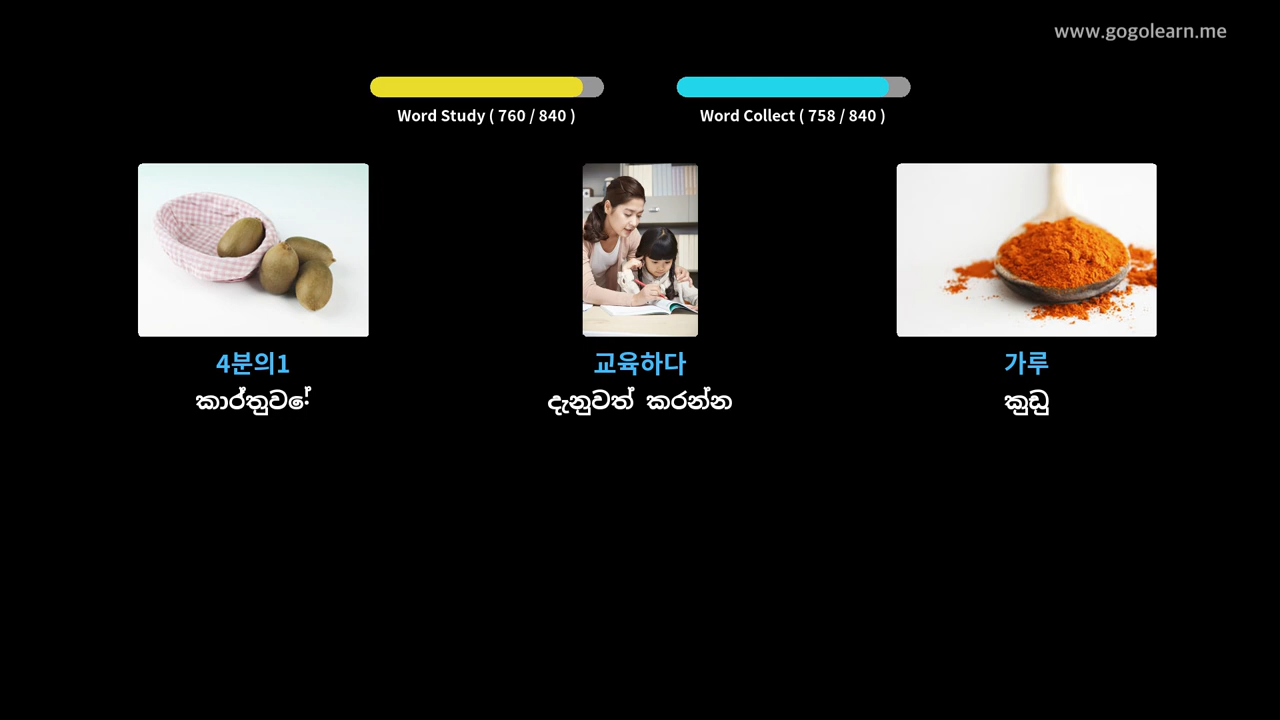 www.gogolearn.me
Word Study ( 760 / 840 )
Word Collect ( 758 / 840 )
4분의1
교육하다
가루
කාර්තුවේ!
දැනුවත් කරන්න
කුඩු